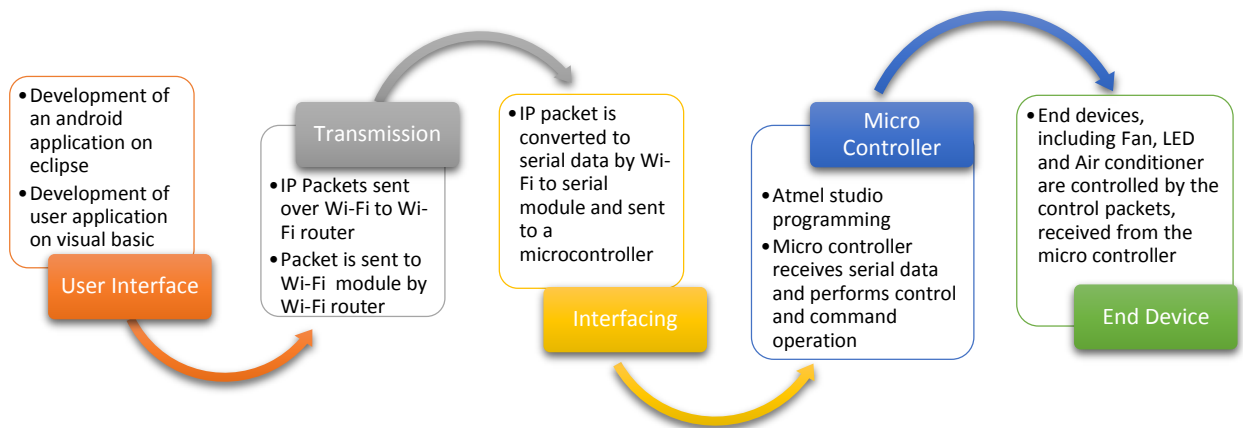 •Development of
an android
application on
eclipse
•Development of
user application
on visual basic
User Interface
Transmission
•IP Packets sent
over Wi-Fi to Wi-
Fi router
•Packet is sent to
Wi-Fi module by
Wi-Fi router
•IP packet is
converted to
serial data by Wi-
Fi to serial
module and sent
to a
microcontroller
Interfacing
Micro
Controller
•Atmel studio
programming
•Micro controller
receives serial data
and performs control
and command
operation
•End devices,
including Fan, LED
and Air conditioner
are controlled by the
control packets,
received from the
micro controller
End Device